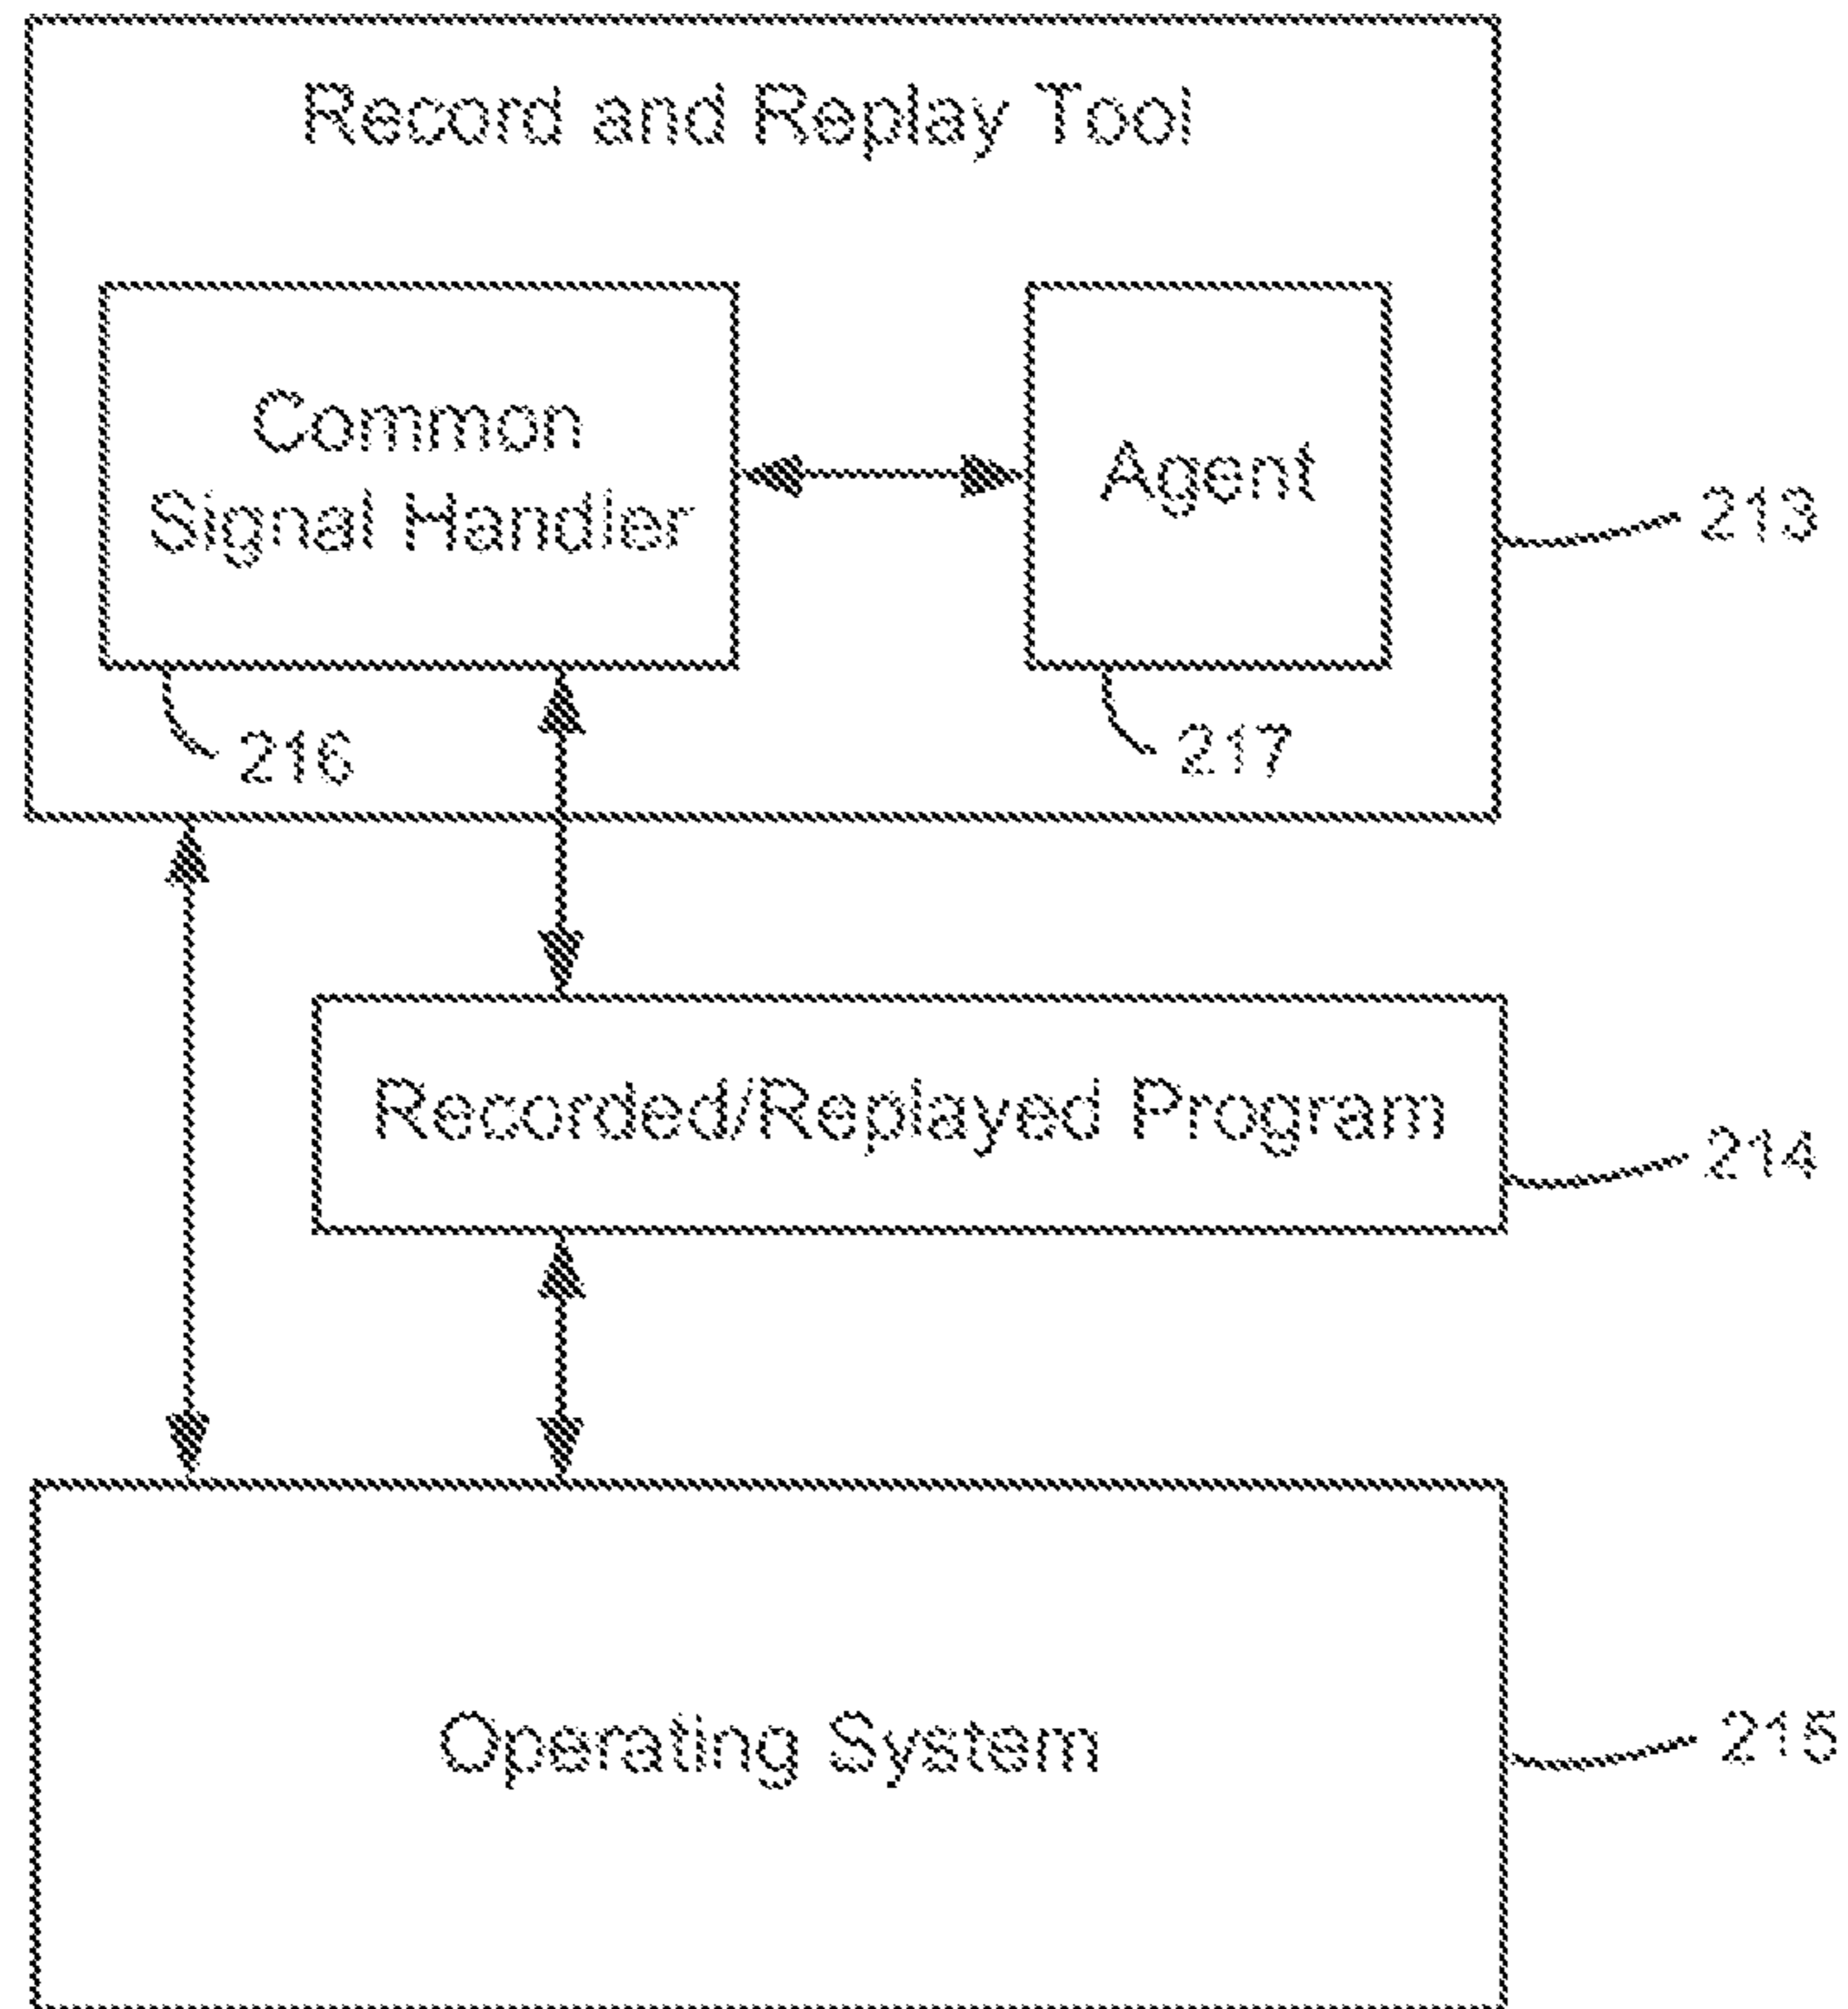 Record and Replay Tool
Common
Signal Handler
Agent
213
216
217
Recorded/Replayed Program
214
Operating System
215